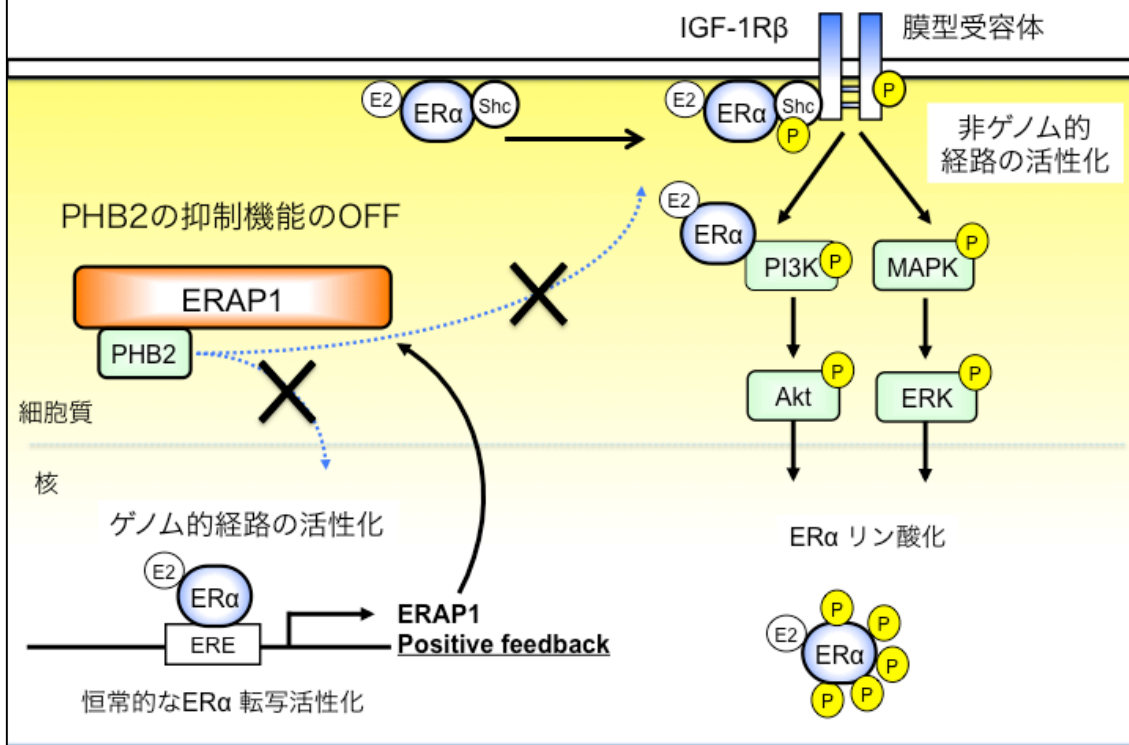 IGF-1Rβ
膜型受容体
E2
ERα
Shc
E2
ERα
Shc
P
P
非ゲノム的
経路の活性化
PHB2の抑制機能のOFF
E2
ERα
PI3K
P
MAPK
P
ERAP1
PHB2
Akt
P
ERK
P
細胞質
核
ゲノム的経路の活性化
ERα リン酸化
E2
ERα
ERE
ERAP1
Positive feedback
恒常的なERα 転写活性化
E2
ERα
P
P
P
P
P
P